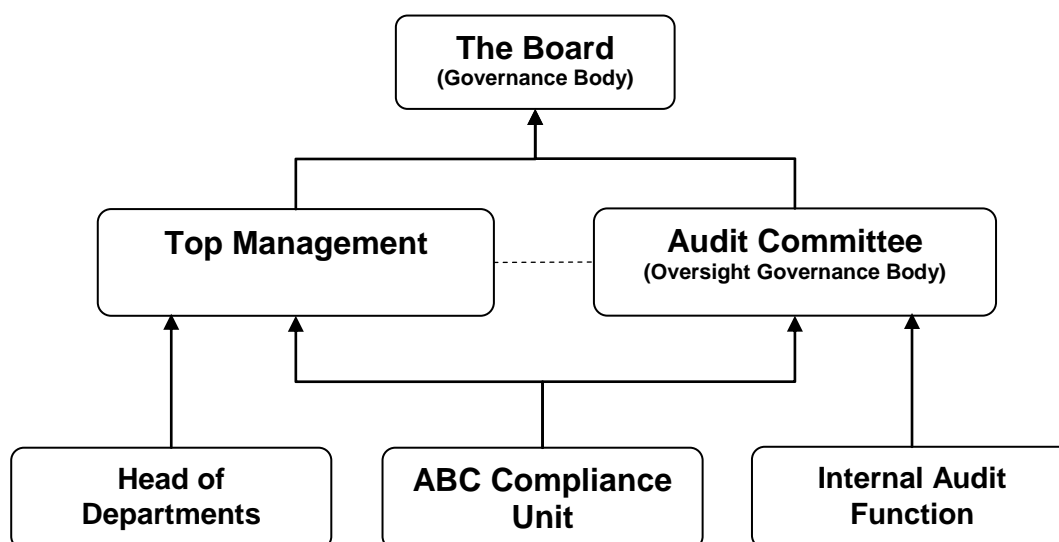 The Board
(Governance Body)
Top Management
Audit Committee
(Oversight Governance Body)
Head of
Departments
ABC Compliance
Unit
Internal Audit
Function